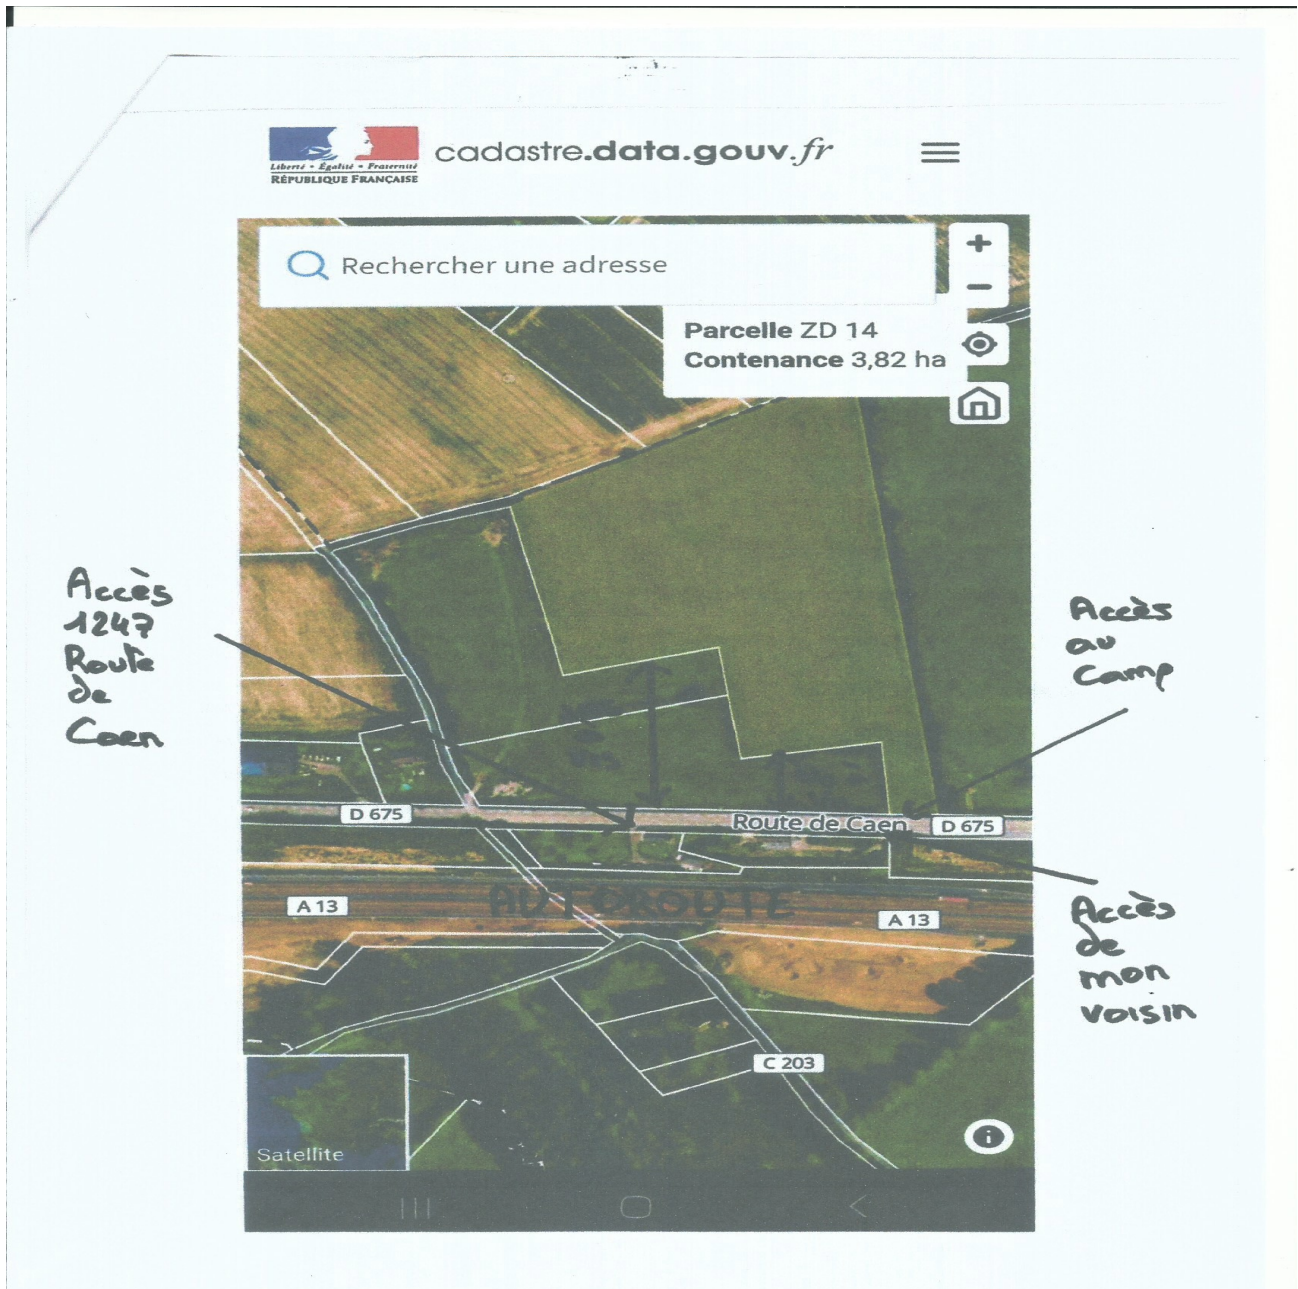 Liberté • Égalité • Fraternité
RÉPUBLIQUE FRANÇAISE
cadastre.data.gouv.fr
Rechercher une adresse
+
−
Parcelle ZD 14
Contenance 3,82 ha
Accès
1247
Route
de
Caen
Accès
au
Camp
D 675
Route de Caen
D 675
A 13
AUTOROUTE
A 13
Accès
de
mon
voisin
C 203
Satellite